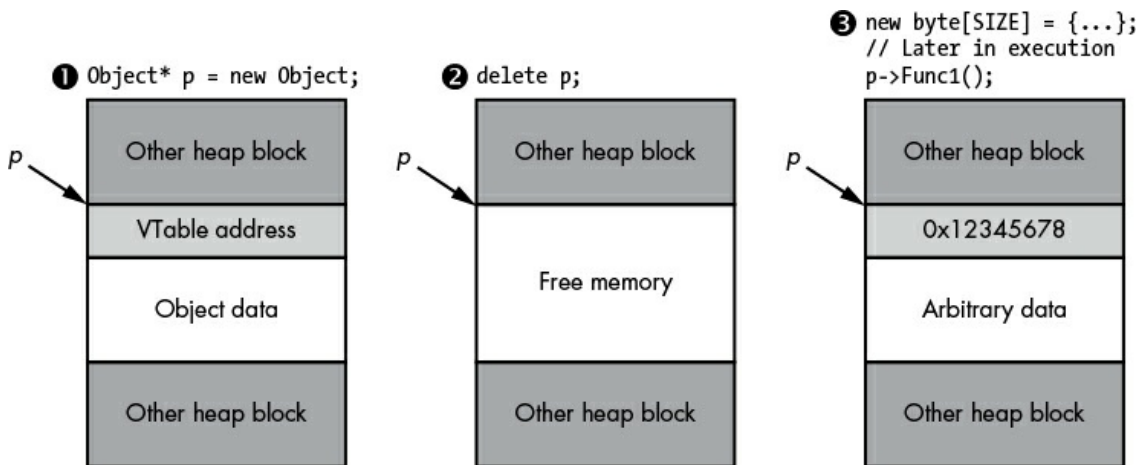 ❶ Object* p = new Object;
p
Other heap block
VTable address
Object data
Other heap block
❷ delete p;
p
Other heap block
Free memory
Other heap block
❸ new byte[SIZE] = {...};
// Later in execution
p->Func1();
p
Other heap block
0x12345678
Arbitrary data
Other heap block